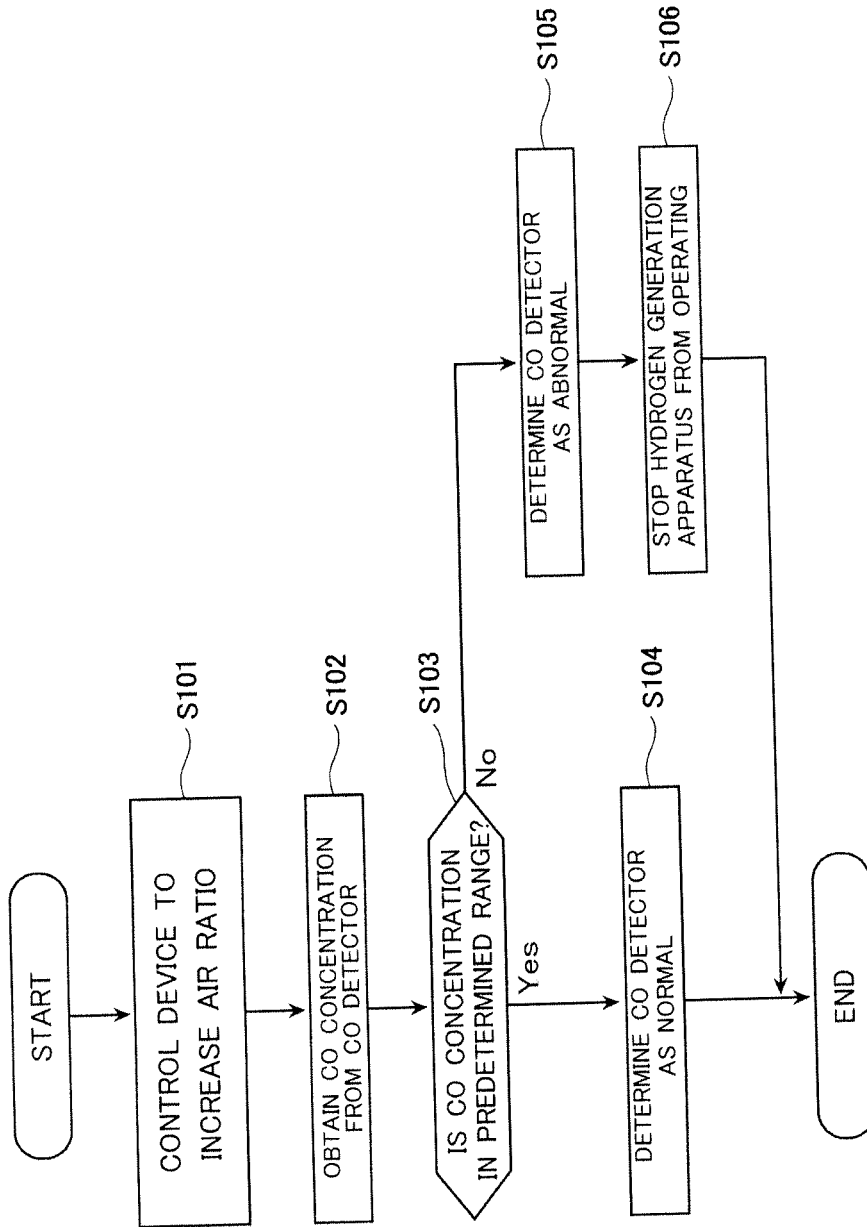 START
CONTROL DEVICE TO
INCREASE AIR RATIO
S101
OBTAIN CO CONCENTRATION
FROM CO DETECTOR
S102
IS CO CONCENTRATION
IN PREDETERMINED RANGE?
S103
No
Yes
DETERMINE CO DETECTOR
AS NORMAL
S104
DETERMINE CO DETECTOR
AS ABNORMAL
S105
STOP HYDROGEN GENERATION
APPARATUS FROM OPERATING
S106
END